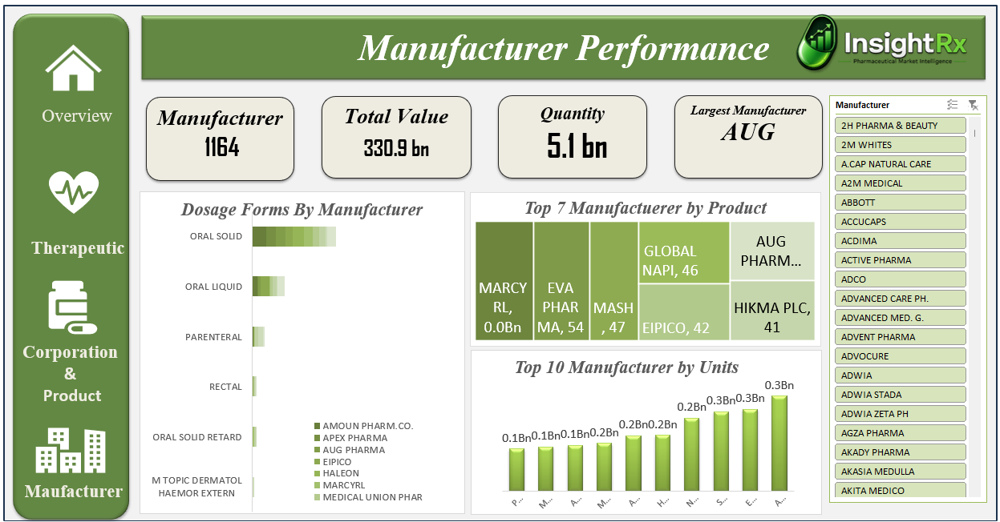 Manufacturer Performance
InsightRx
Pharmaceutical Market Intelligence
Overview
Therapeutic
Corporation
&
Product
Maufacturer
Manufacturer
1164
Total Value
330.9 bn
Quantity
5.1 bn
Largest Manufacturer
AUG
Dosage Forms By Manufacturer
ORAL SOLID
ORAL LIQUID
PARENTERAL
RECTAL
ORAL SOLID RETARD
M TOPIC DERMATOL
HAEMOR EXTERN
AMOUN PHARM.CO.
APEX PHARMA
AUG PHARMA
EIPICO
HALEON
MARCYRL
MEDICAL UNION PHAR
Top 7 Manufactuerer by Product
MARCY
RL,
0.0Bn
EVA
PHAR
MA, 54
MASH
, 47
GLOBAL
NAPI, 46
EIPICO, 42
AUG
PHARM...
HIKMA PLC,
41
Top 10 Manufacturer by Units
0.1Bn
0.1Bn
0.1Bn
0.2Bn
0.2Bn
0.2Bn
0.2Bn
0.3Bn
0.3Bn
0.3Bn
P...
M...
A...
M...
A...
H...
N...
S...
E...
A...
Manufacturer
2H PHARMA & BEAUTY
2M WHITES
A.CAP NATURAL CARE
A2M MEDICAL
ABBOTT
ACCUCAPS
ACDIMA
ACTIVE PHARMA
ADCO
ADVANCED CARE PH.
ADVANCED MED. G.
ADVENT PHARMA
ADVOCURE
ADWIA
ADWIA STADA
ADWIA ZETA PH
AGZA PHARMA
AKADY PHARMA
AKASIA MEDULLA
AKITA MEDICO